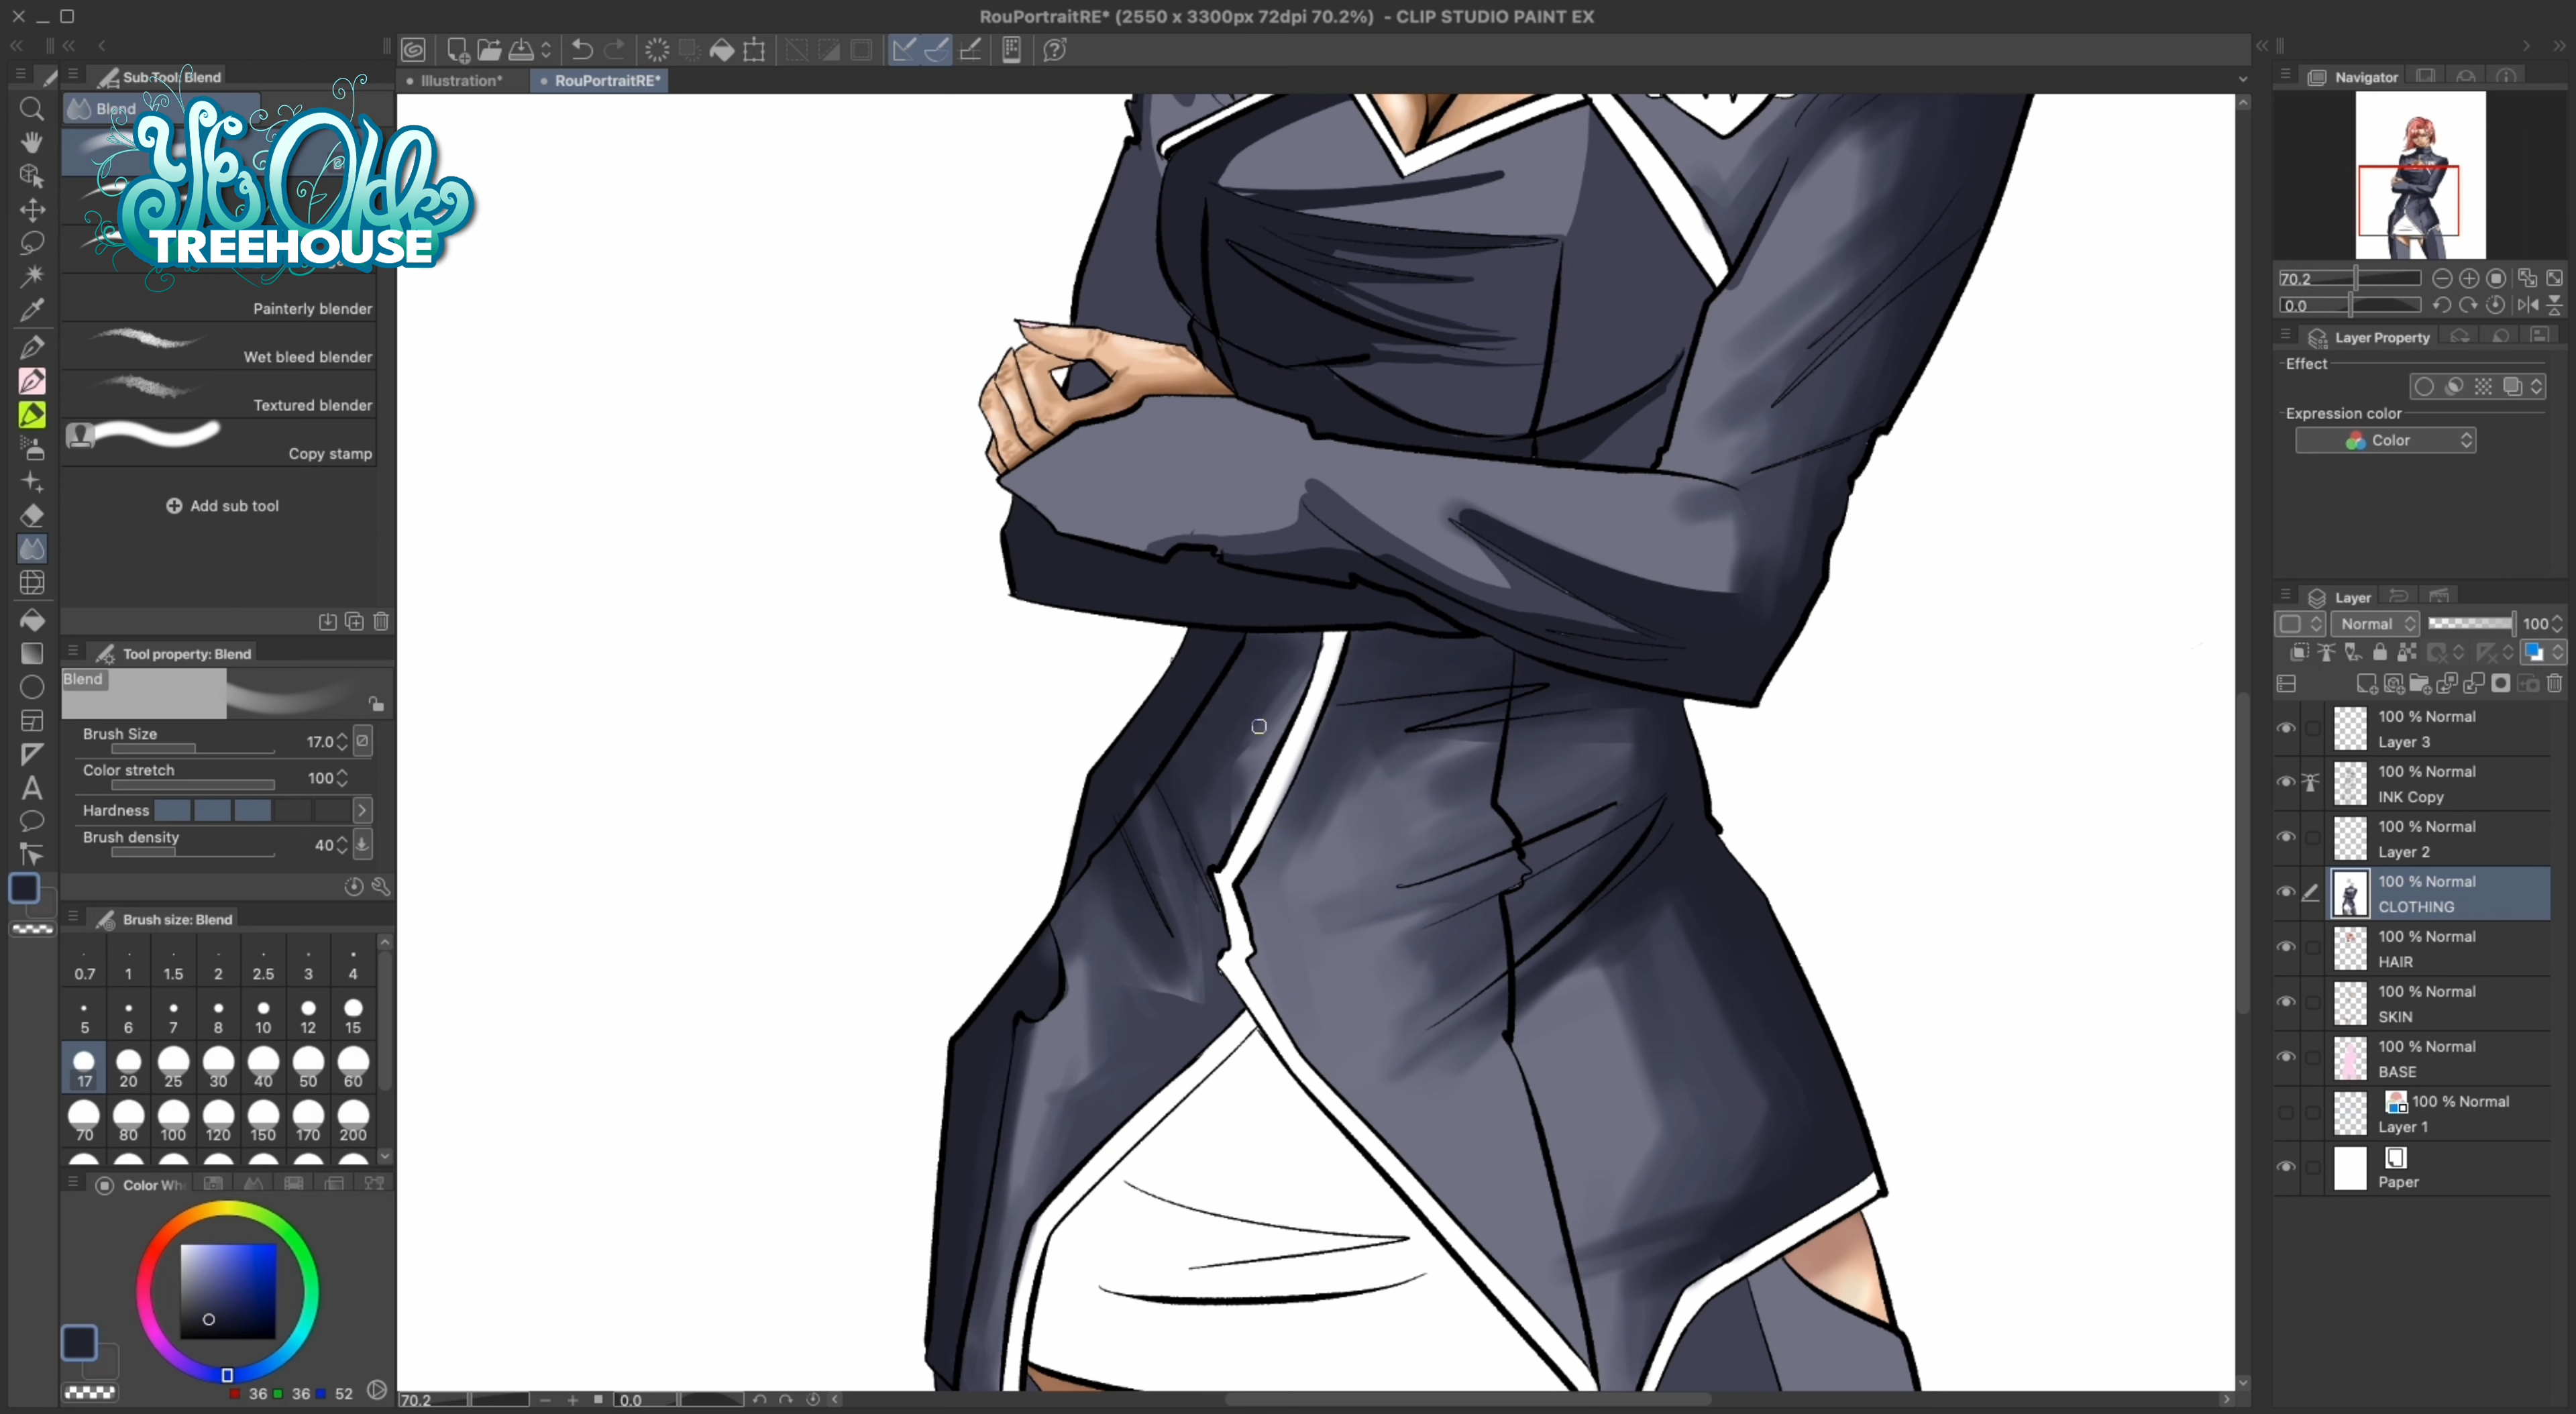 RouPortraitRE* (2550 x 3300px 72dpi 70.2%) - CLIP STUDIO PAINT EX
Illustration*
RouPortraitRE*
Sub Tool: Blend
Blend
Ye Olde
TREEHOUSE
Painterly blender
Wet bleed blender
Textured blender
Copy stamp
Add sub tool
Tool property: Blend
Blend
Brush Size 17.0
Color stretch 100
Hardness
Brush density 40
Brush size: Blend
0.7 1 1.5 2 2.5 3 4
5 6 7 8 10 12 15
17 20 25 30 40 50 60
70 80 100 120 150 170 200
Color Wh
36 36 52
70.2 0.0
Navigator
70.2
0.0
Layer Property
Effect
Expression color
Color
Layer
Normal 100
100 % Normal
Layer 3
100 % Normal
INK Copy
100 % Normal
Layer 2
100 % Normal
CLOTHING
100 % Normal
HAIR
100 % Normal
SKIN
100 % Normal
BASE
100 % Normal
Layer 1
Paper